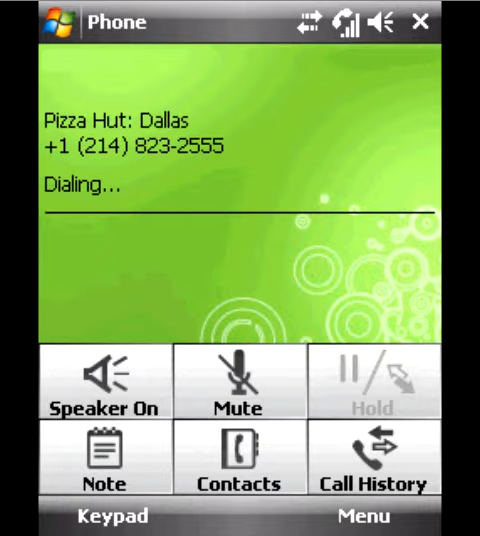 Phone
Pizza Hut: Dallas
+1 (214) 823-2555
Dialing...
Speaker On
Mute
Hold
Note
Contacts
Call History
Keypad
Menu